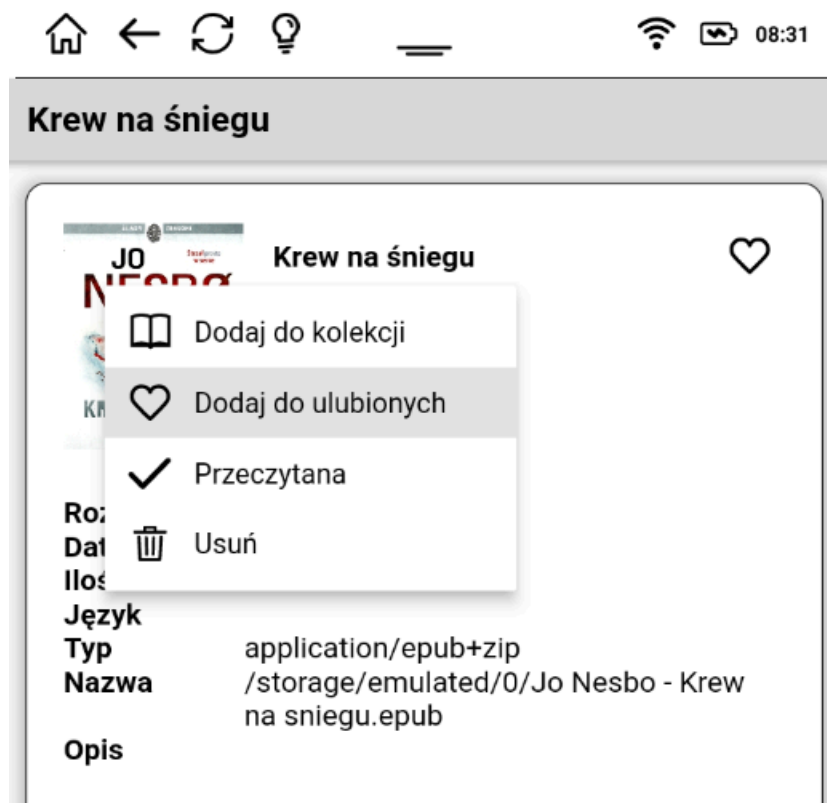 08:31
Krew na śniegu
JO
Krew na śniegu
Dodaj do kolekcji
Dodaj do ulubionych
Przeczytana
Usuń
Język
Typ application/epub+zip
Nazwa /storage/emulated/0/Jo Nesbo - Krew
na sniegu.epub
Opis